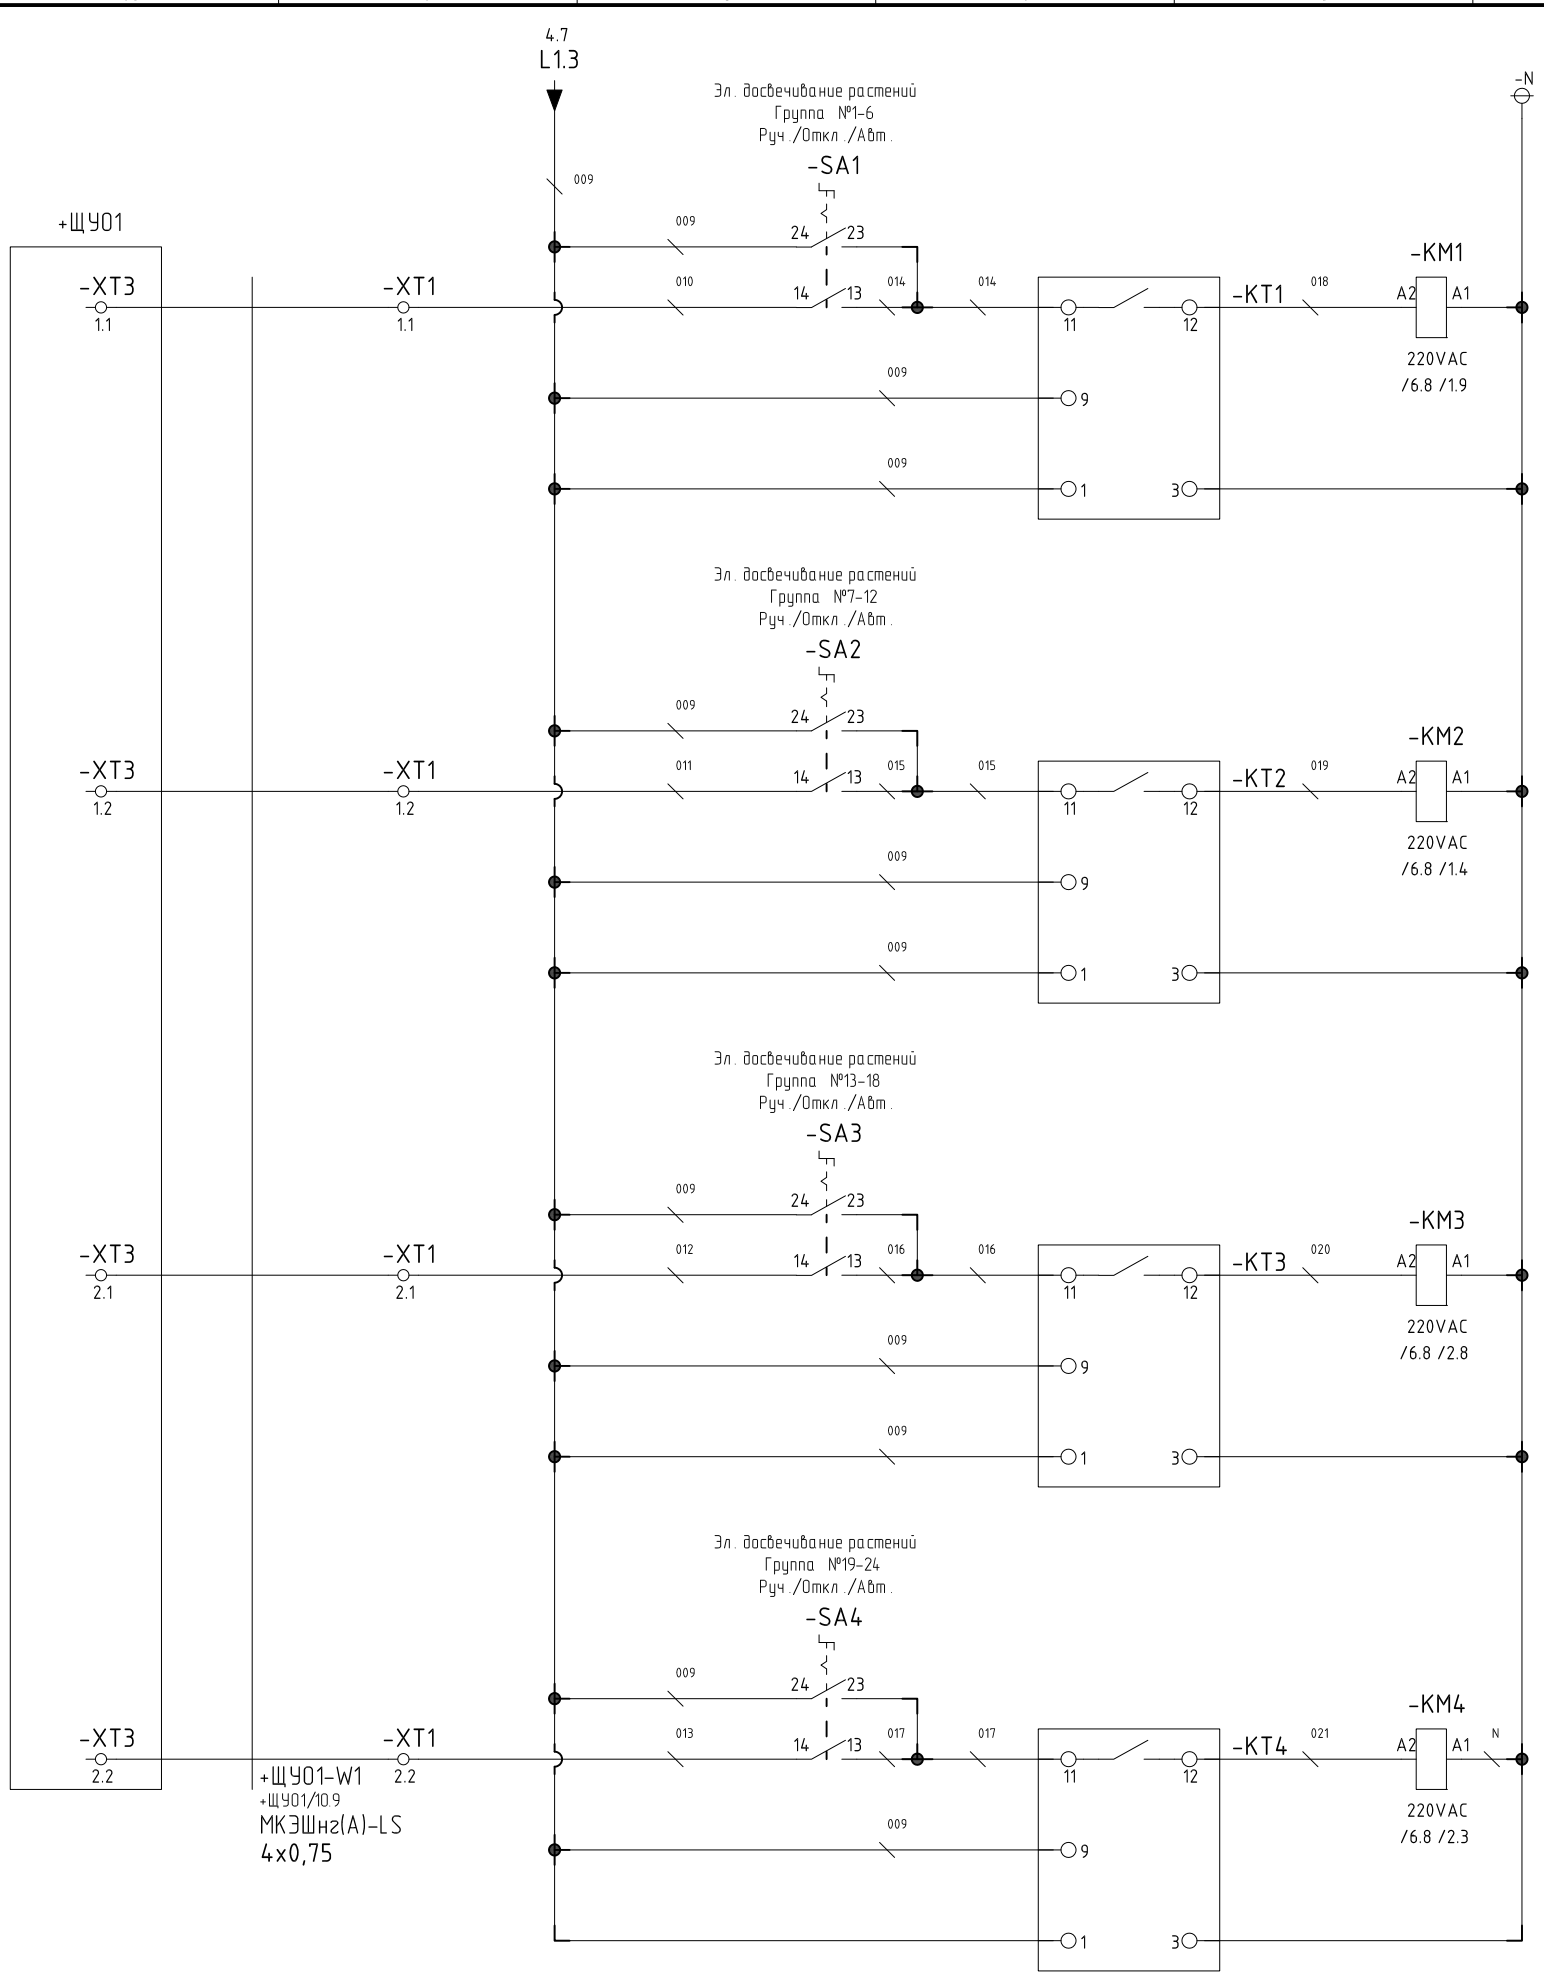 4.7
L1.3
-N
Эл. досвечивание растений
Группа №1-6
Руч./Откл./Авт.
-SA1
009
+ЩУ01
009
24 23
-KM1
-XT3
-XT1
010
14 13
014
014
-KT1
018
A2 A1
1.1
1.1
11
12
220VAC
/6.8 /1.9
009
9
009
1
3
Эл. досвечивание растений
Группа №7-12
Руч./Откл./Авт.
-SA2
009
24 23
-KM2
-XT3
-XT1
011
14 13
015
015
-KT2
019
A2 A1
1.2
1.2
11
12
220VAC
/6.8 /1.4
009
9
009
1
3
Эл. досвечивание растений
Группа №13-18
Руч./Откл./Авт.
-SA3
009
24 23
-KM3
-XT3
-XT1
012
14 13
016
016
-KT3
020
A2 A1
2.1
2.1
11
12
220VAC
/6.8 /2.8
009
9
009
1
3
Эл. досвечивание растений
Группа №19-24
Руч./Откл./Авт.
-SA4
009
24 23
-KM4
-XT3
-XT1
013
14 13
017
017
-KT4
021
A2 A1
N
2.2
2.2
11
12
+ЩУ01-W1
+ЩУ01/10.9
МКЭШнг(А)-LS
4x0,75
220VAC
/6.8 /2.3
009
9
1
3